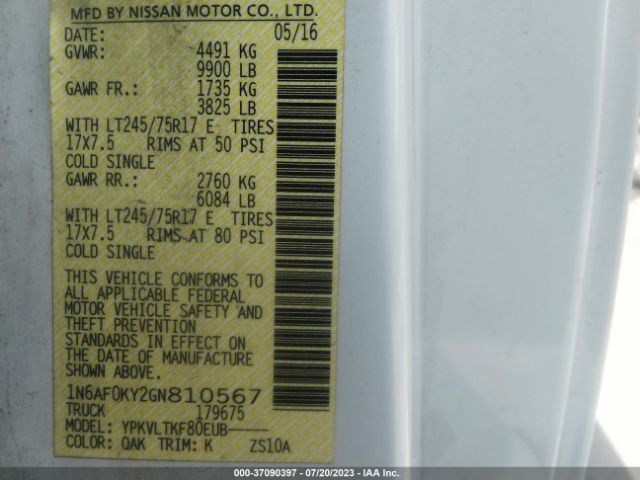 MFD BY NISSAN MOTOR CO., LTD.
DATE: 05/16
GVWR: 4491 KG
9900 LB
GAWR FR.: 1735 KG
3825 LB
WITH LT245/75R17 E TIRES
17X7.5 RIMS AT 50 PSI
COLD SINGLE
GAWR RR.: 2760 KG
6084 LB
WITH LT245/75R17 E TIRES
17X7.5 RIMS AT 80 PSI
COLD SINGLE
THIS VEHICLE CONFORMS TO
ALL APPLICABLE FEDERAL
MOTOR VEHICLE SAFETY AND
THEFT PREVENTION
STANDARDS IN EFFECT ON
THE DATE OF MANUFACTURE
SHOWN ABOVE.
1N6AF0KY2GN810567
TRUCK 179675
MODEL: YPKVLTKF80EUB-----
COLOR: QAK TRIM: K ZS10A
000-37090397 - 07/20/2023 - IAA Inc.